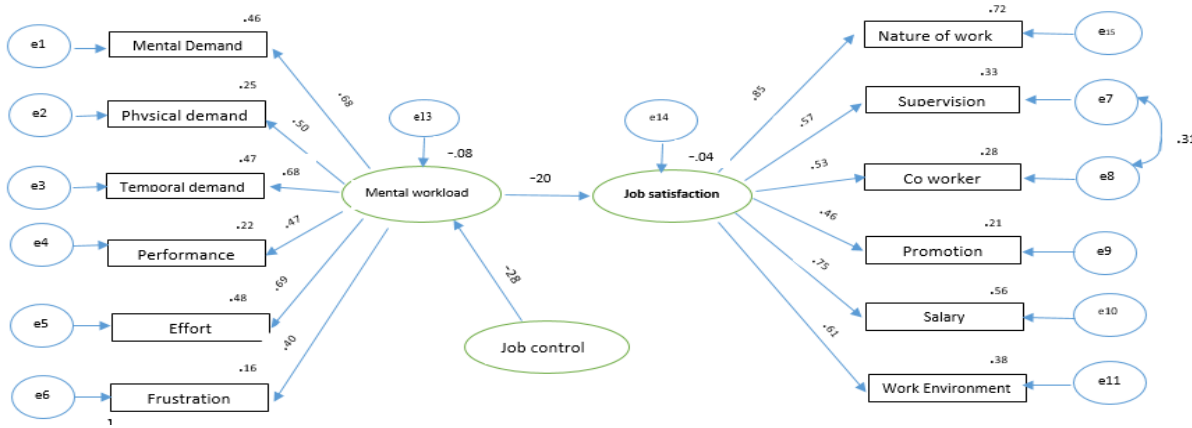 .46
.72
e1
Mental Demand
Nature of work
e15
.25
.33
.68
.85
e2
Physical demand
.50
e13
e14
.57
Supervision
e7
-.08
-.04
.31
.47
.28
e3
Temporal demand
.68
Mental workload
-20
Job satisfaction
.53
Co worker
e8
.22
.47
.46
.21
e4
Performance
Promotion
e9
.48
.69
-28
.75
.56
e5
Effort
Salary
e10
.40
Job control
.61
.16
.38
e6
Frustration
Work Environment
e11